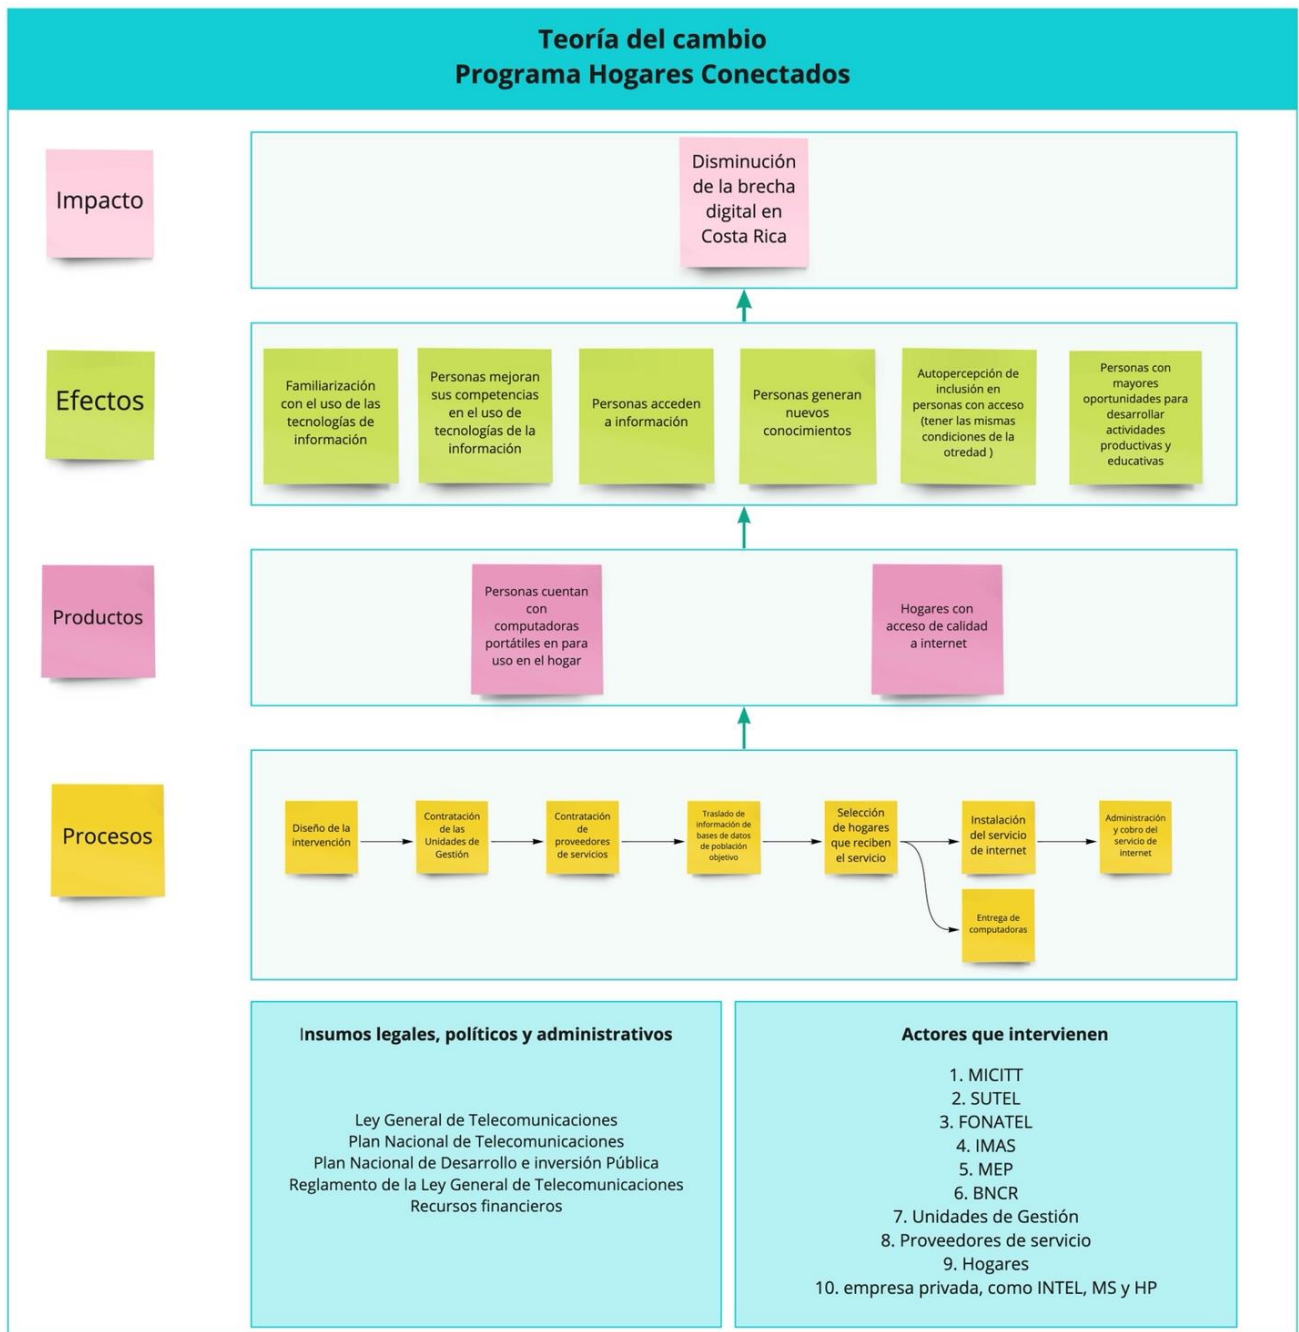 Teoría del cambio
Programa Hogares Conectados
Impacto
Disminución
de la brecha
digital en
Costa Rica
Efectos
Familiarización
con el uso de las
tecnologías de
información
Personas mejoran
sus competencias
en el uso de
tecnologías de la
información
Personas acceden
a información
Personas generan
nuevos
conocimientos
Autopercepción de
inclusión en
personas con acceso
(tener las mismas
condiciones de la
otredad )
Personas con
mayores
oportunidades para
desarrollar
actividades
productivas y
educativas
Productos
Personas cuentan
con
computadoras
portátiles en para
uso en el hogar
Hogares con
acceso de calidad
a internet
Procesos
Diseño de la
intervención
Contratación
de las
Unidades de
Gestión
Contratación
de
proveedores
de servicios
Traslado de
información de
bases de datos
de población
objetivo
Selección
de hogares
que reciben
el servicio
Instalación
del servicio
de internet
Administración
y cobro del
servicio de
internet
Entrega de
computadoras
Insumos legales, políticos y administrativos
Ley General de Telecomunicaciones
Plan Nacional de Telecomunicaciones
Plan Nacional de Desarrollo e inversión Pública
Reglamento de la Ley General de Telecomunicaciones
Recursos financieros
Actores que intervienen
1. MICITT
2. SUTEL
3. FONATEL
4. IMAS
5. MEP
6. BNCR
7. Unidades de Gestión
8. Proveedores de servicio
9. Hogares
10. empresa privada, como INTEL, MS y HP